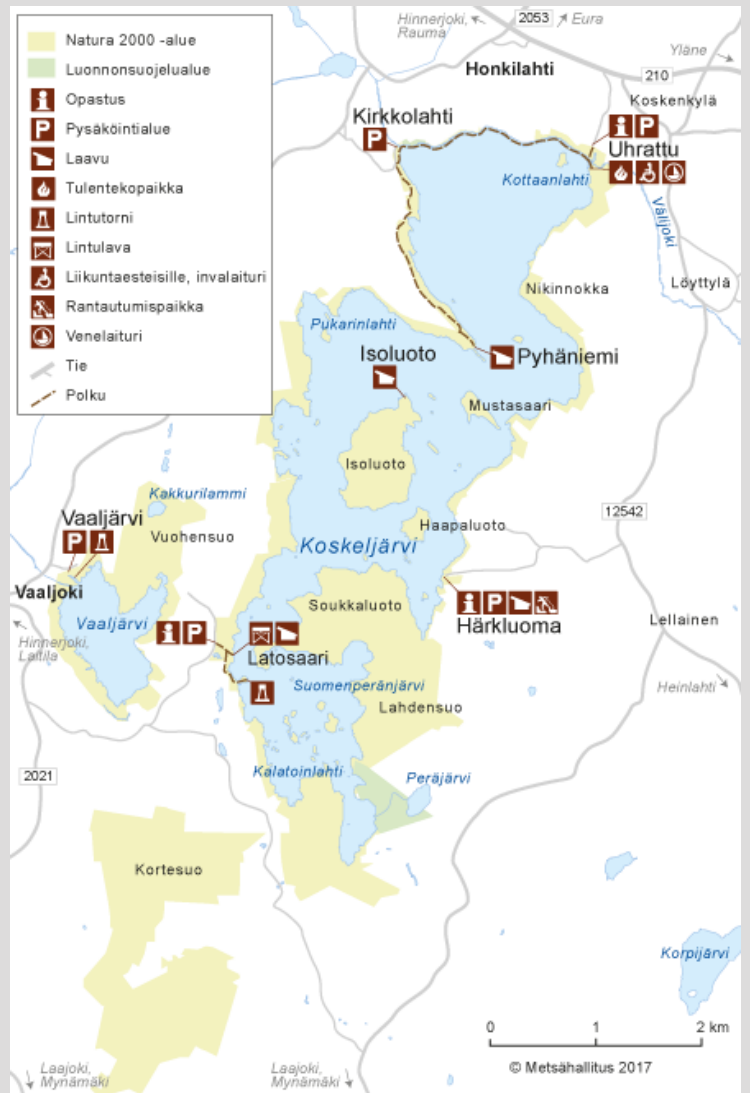 Natura 2000 -alue
Luonnonsuojelualue
Opastus
P
Pysäköintialue
Laavu
Tulentekopaikka
Lintutorni
Lintulava
Liikuntaesteisille, invalaituri
Rantautumispaikka
Venelaituri
Tie
Polku
Hinnerjoki,
Rauma
2053
Eura
Yläne
Honkilahti
210
Koskenkylä
Kirkkolahti
P
P
Uhrattu
Kottaanlahti
Välijoki
Löyttylä
Nikinnokka
Pukarinlahti
Isoluoto
Pyhäniemi
Mustasaari
Isoluoto
Kakkurilammi
Vaaljärvi
P
Vuohensuo
Haapaluoto
12542
Koskeljärvi
Vaaljoki
Vaaljärvi
Soukkaluoto
P
Härkluoma
Lellainen
Hinnerjoki,
Laitila
P
Latosaari
Suomenperänjärvi
Heinlahti
Lahdensuo
2021
Kalatoinlahti
Peräjärvi
Kortesuo
Korpijärvi
0 1 2 km
© Metsähallitus 2017
Laajoki,
Mynämäki
Laajoki,
Mynämäki